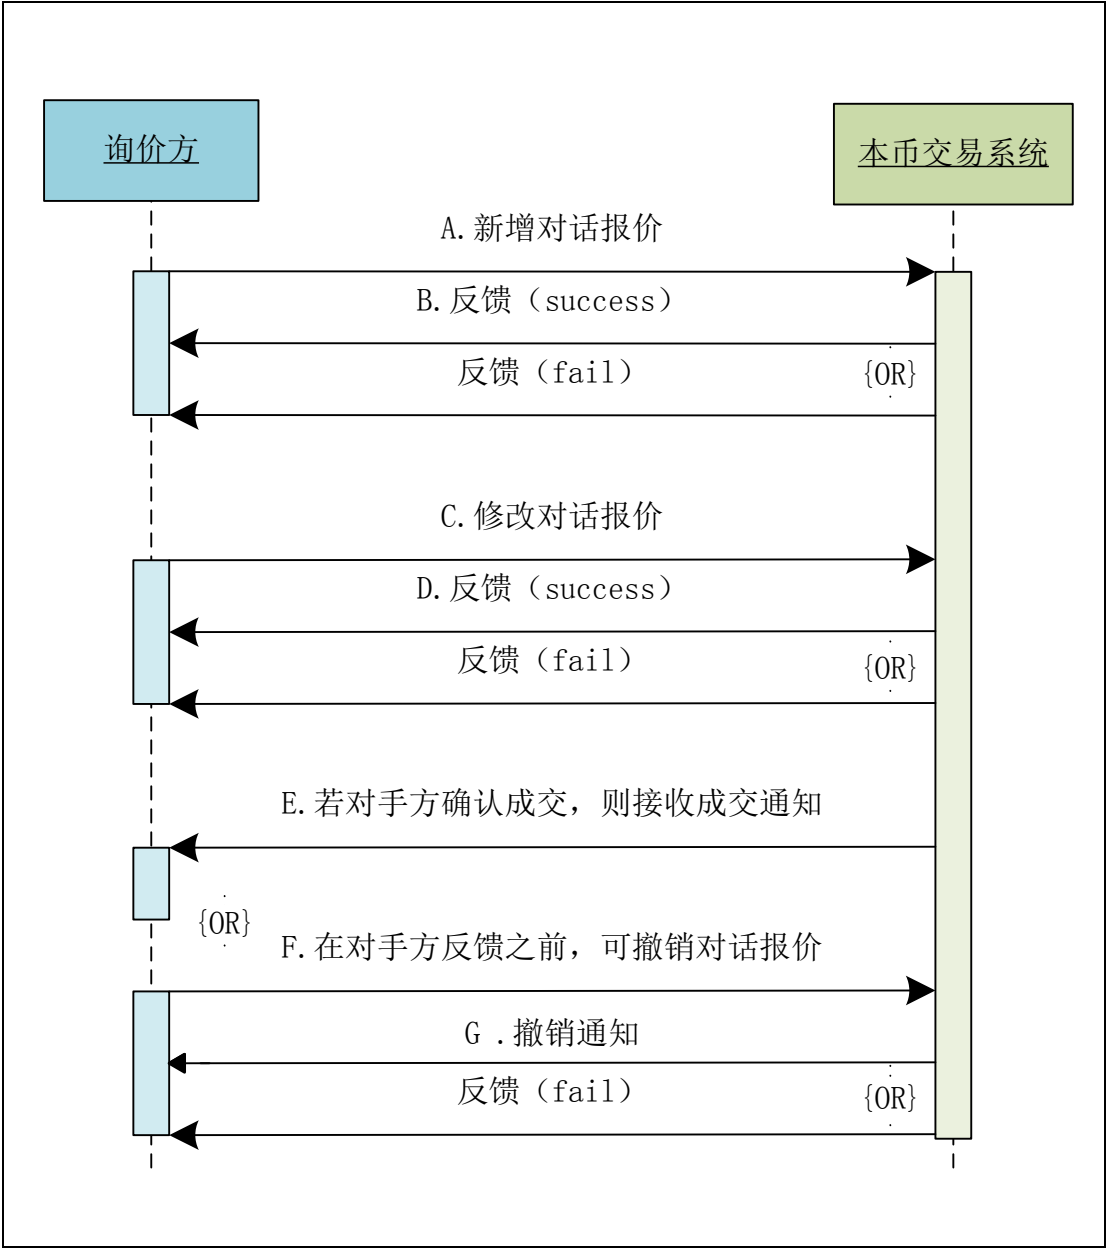 询价方
本币交易系统
A.新增对话报价
B.反馈（success）
反馈（fail）
{OR}
C.修改对话报价
D.反馈（success）
反馈（fail）
{OR}
E.若对手方确认成交，则接收成交通知
{OR}
F.在对手方反馈之前，可撤销对话报价
G .撤销通知
反馈（fail）
{OR}